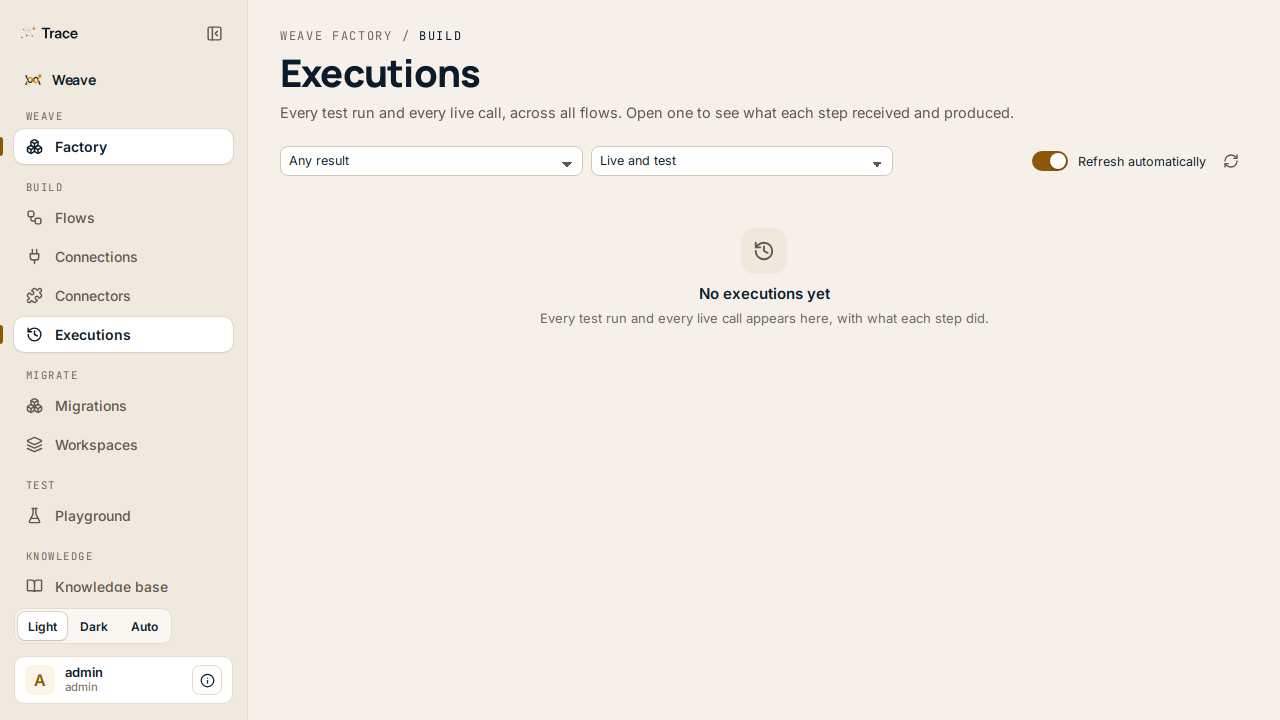 Trace
Weave
WEAVE
Factory
BUILD
Flows
Connections
Connectors
Executions
MIGRATE
Migrations
Workspaces
TEST
Playground
KNOWLEDGE
Knowledge base
Light Dark Auto
A
admin
admin
WEAVE FACTORY / BUILD
Executions
Every test run and every live call, across all flows. Open one to see what each step received and produced.
Any result
Live and test
Refresh automatically
No executions yet
Every test run and every live call appears here, with what each step did.